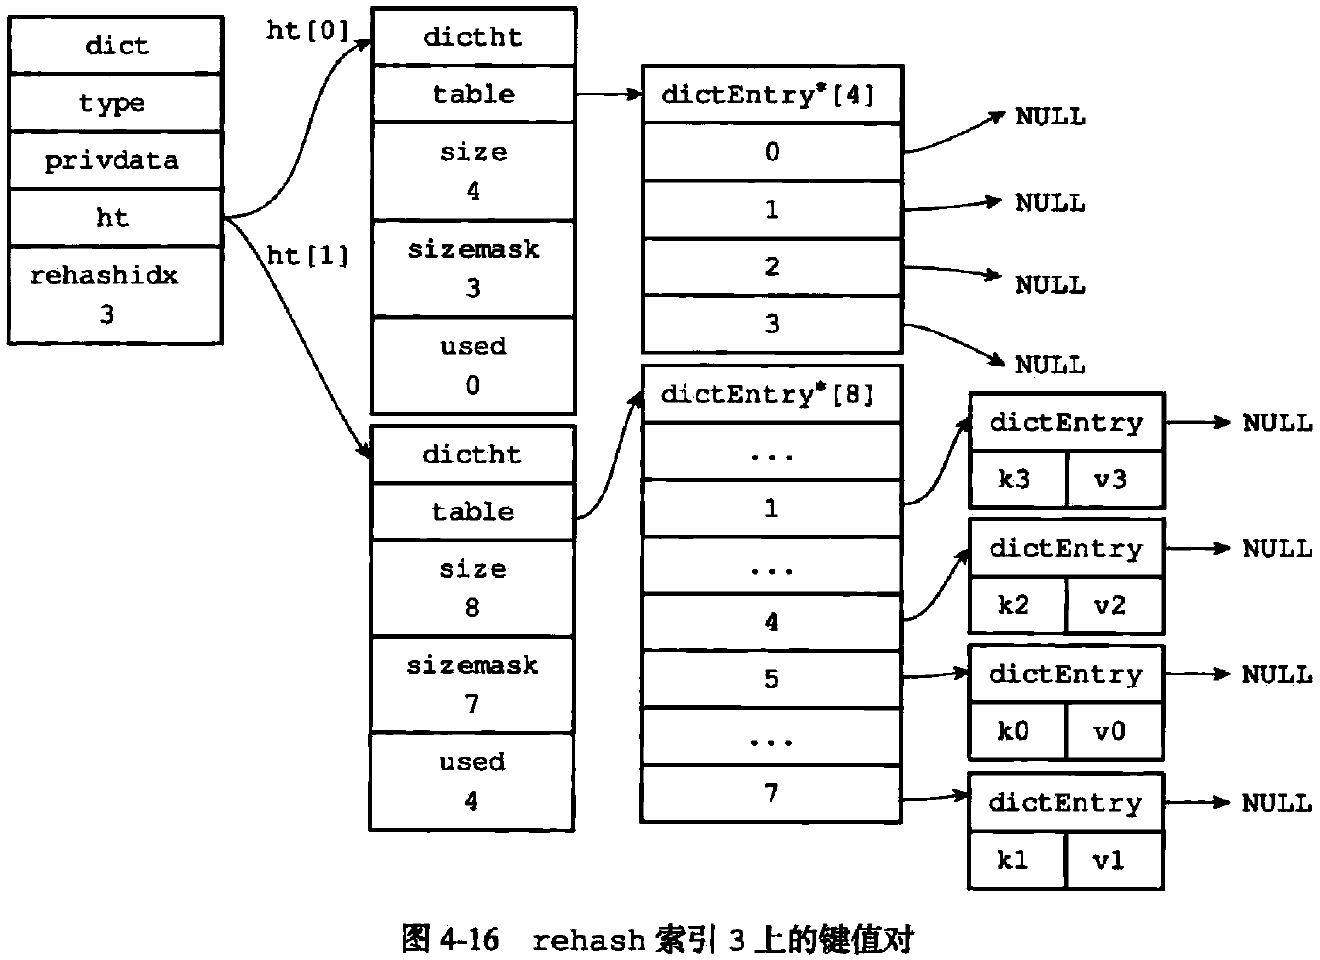 dict
type
privdata
ht
rehashidx
3
ht[0]
ht[1]
dictht
table
size
4
sizemask
3
used
0
dictht
table
size
8
sizemask
7
used
4
dictEntry*[4]
0
1
2
3
NULL
NULL
NULL
NULL
dictEntry*[8]
...
1
...
4
5
...
7
dictEntry
k3 v3
NULL
dictEntry
k2 v2
NULL
dictEntry
k0 v0
NULL
dictEntry
k1 v1
NULL
图 4-16 rehash 索引 3 上的键值对